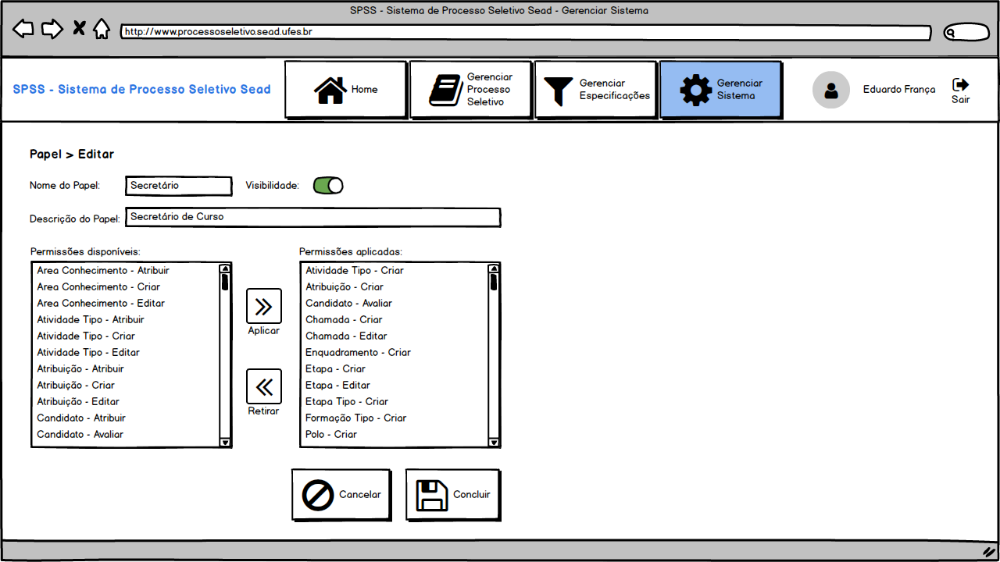 SPSS - Sistema de Processo Seletivo Sead - Gerenciar Sistema
http://www.processoseletivo.sead.ufes.br
SPSS - Sistema de Processo Seletivo Sead
Home
Gerenciar
Processo
Seletivo
Gerenciar
Especificações
Gerenciar
Sistema
Eduardo França
Sair
Papel > Editar
Nome do Papel:
Secretário
Visibilidade:
Descrição do Papel:
Secretário de Curso
Permissões disponíveis:
Area Conhecimento - Atribuir
Area Conhecimento - Criar
Area Conhecimento - Editar
Atividade Tipo - Atribuir
Atividade Tipo - Criar
Atividade Tipo - Editar
Atribuição - Atribuir
Atribuição - Criar
Atribuição - Editar
Candidato - Atribuir
Candidato - Avaliar
Aplicar
Retirar
Permissões aplicadas:
Atividade Tipo - Criar
Atribuição - Criar
Candidato - Avaliar
Chamada - Criar
Chamada - Editar
Enquadramento - Criar
Etapa - Criar
Etapa - Editar
Etapa Tipo - Criar
Formação Tipo - Criar
Polo - Criar
Cancelar
Concluir